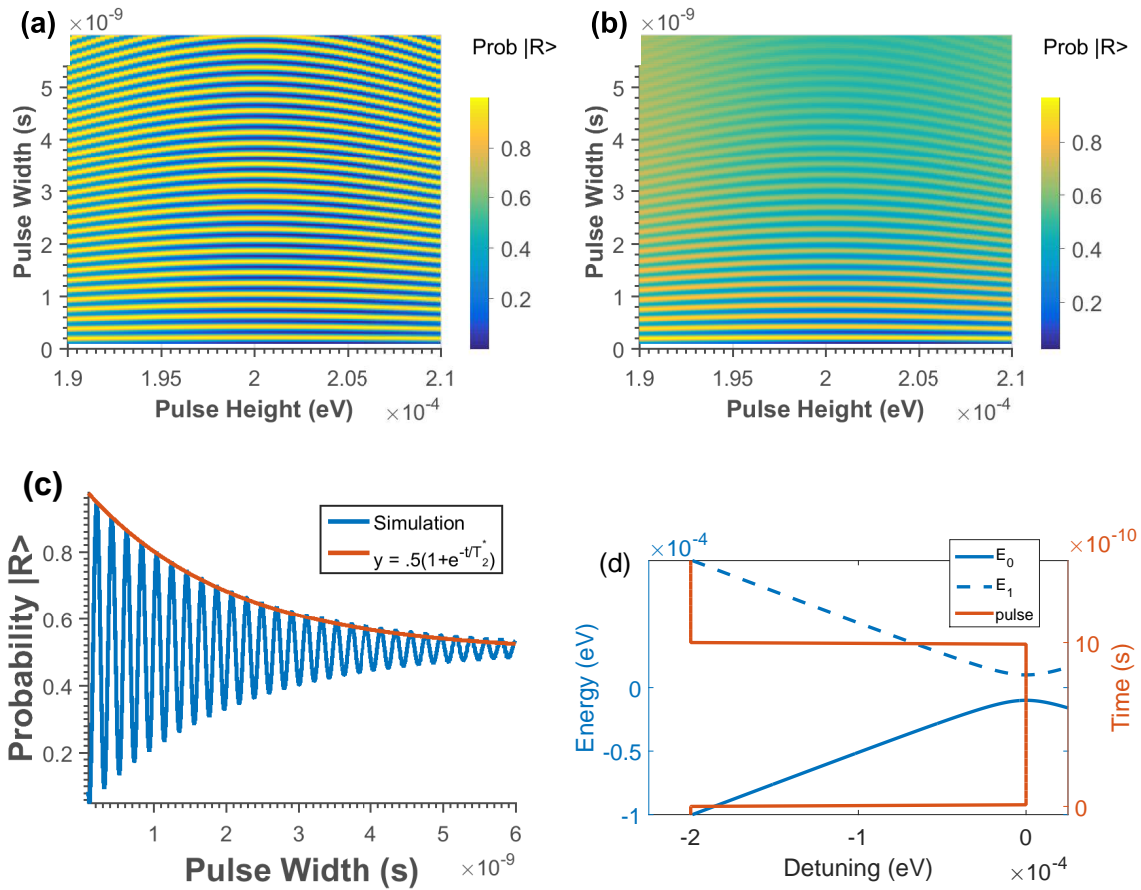 (a)
×10⁻⁹
Prob |R>
Pulse Width (s)
5
4
3
2
1
0
1.9
1.95
2
2.05
2.1
Pulse Height (eV)
×10⁻⁴
0.8
0.6
0.4
0.2
(b)
×10⁻⁹
Prob |R>
Pulse Width (s)
5
4
3
2
1
0
1.9
1.95
2
2.05
2.1
Pulse Height (eV)
×10⁻⁴
0.8
0.6
0.4
0.2
(c)
Probability |R>
0.8
0.6
0.4
0.2
Simulation
y = .5(1+e^{-t/T₂*})
1
2
3
4
5
6
Pulse Width (s)
×10⁻⁹
(d)
×10⁻⁴
×10⁻¹⁰
E₀
E₁
pulse
Energy (eV)
0
-0.5
-1
10
0
Time (s)
-2
-1
0
Detuning (eV)
×10⁻⁴